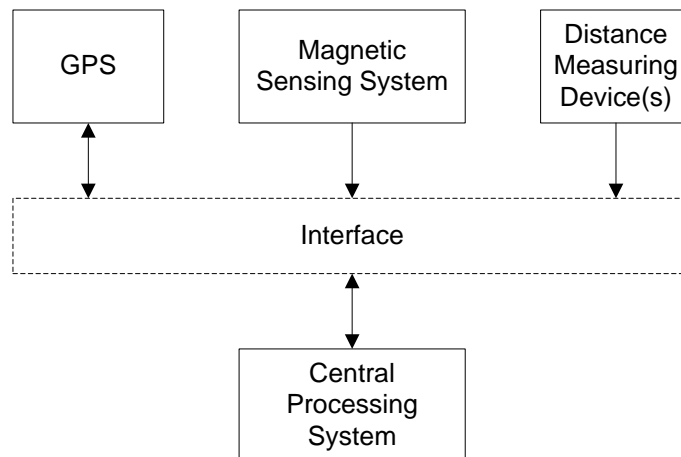 GPS
Magnetic
Sensing System
Distance
Measuring
Device(s)
Interface
Central
Processing
System